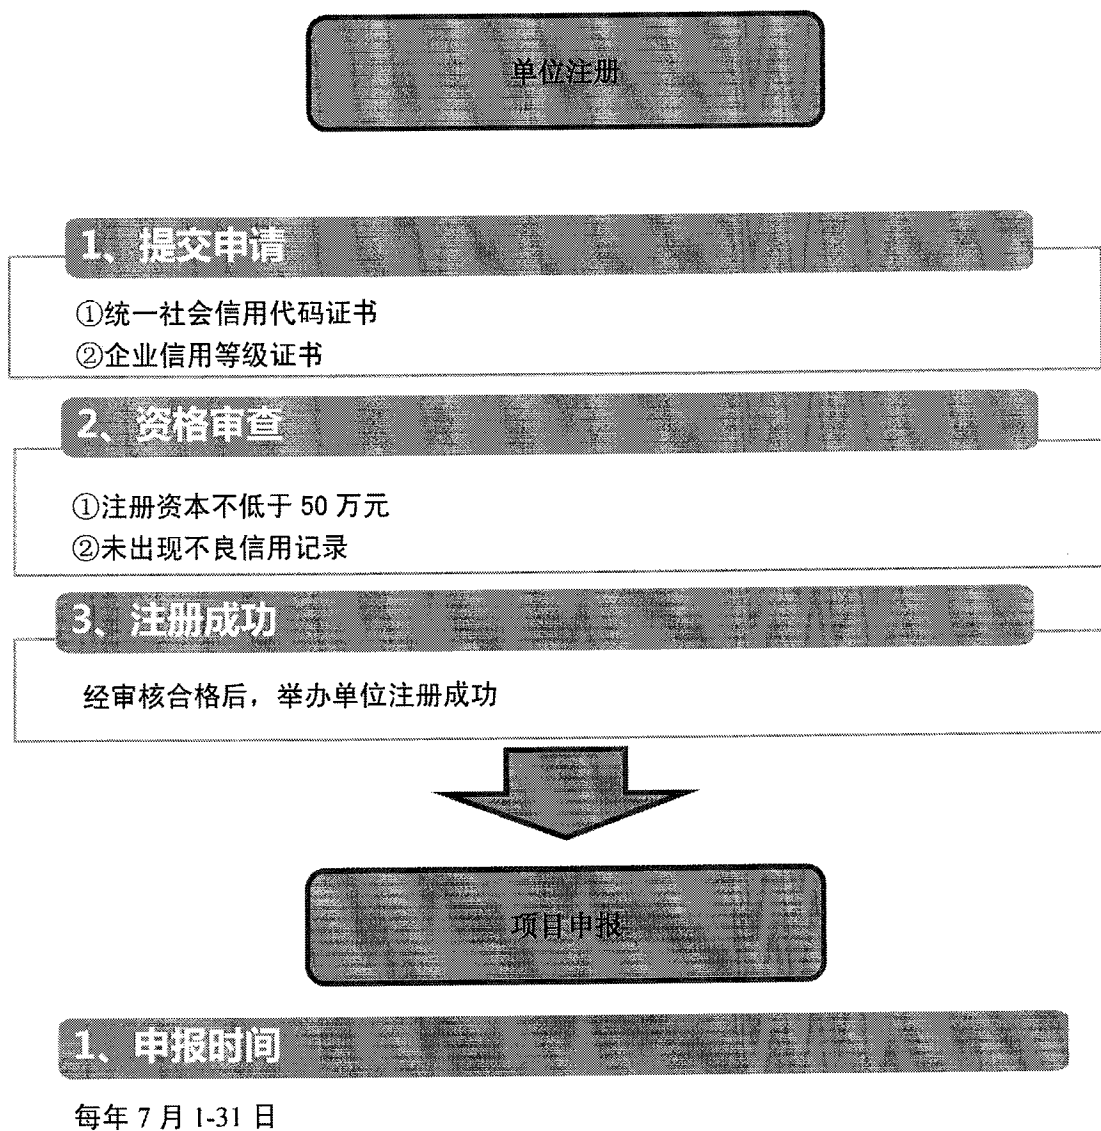 单位注册
1、提交申请
①统一社会信用代码证书
②企业信用等级证书
2、资格审查
①注册资本不低于 50 万元
②未出现不良信用记录
3、注册成功
经审核合格后，举办单位注册成功
项目申报
1、申报时间
每年 7 月 1-31 日